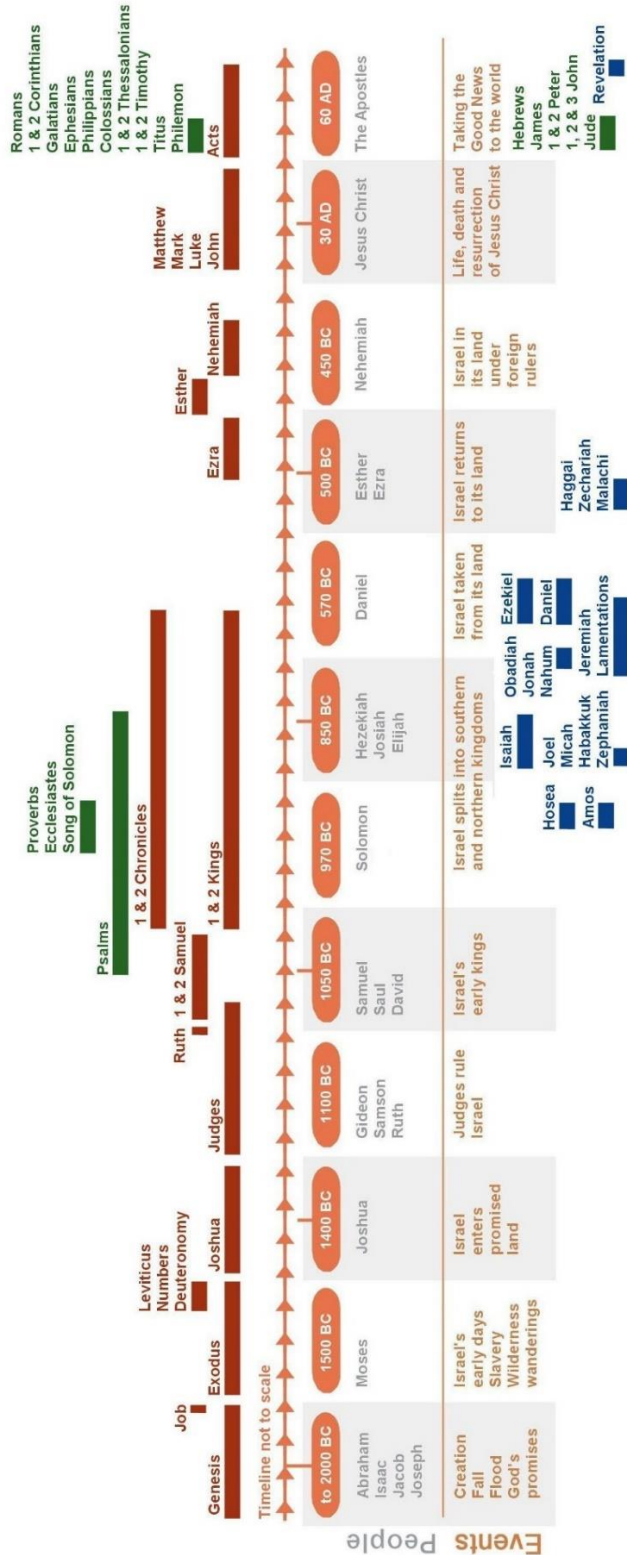 Proverbs
Ecclesiastes
Song of Solomon
Psalms
1 & 2 Chronicles
Romans
1 & 2 Corinthians
Galatians
Ephesians
Philippians
Colossians
1 & 2 Thessalonians
1 & 2 Timothy
Titus
Philemon
Job
Leviticus
Numbers
Deuteronomy
Ruth
1 & 2 Samuel
Esther
Matthew
Mark
Luke
John
Genesis
Exodus
Joshua
Judges
1 & 2 Kings
Ezra
Nehemiah
Acts
Timeline not to scale
to 2000 BC
1500 BC
1400 BC
1100 BC
1050 BC
970 BC
850 BC
570 BC
500 BC
450 BC
30 AD
60 AD
People
Abraham
Isaac
Jacob
Joseph
Moses
Joshua
Gideon
Samson
Ruth
Samuel
Saul
David
Solomon
Hezekiah
Josiah
Elijah
Daniel
Esther
Ezra
Nehemiah
Jesus Christ
The Apostles
Events
Creation
Fall
Flood
God's
promises
Israel's
early days
Slavery
Wilderness
wanderings
Israel
enters
promised
land
Judges rule
Israel
Israel's
early kings
Israel splits into southern
and northern kingdoms
Israel taken
from its land
Israel returns
to its land
Israel in
its land
under
foreign
rulers
Life, death and
resurrection
of Jesus Christ
Taking the
Good News
to the world
Hosea
Amos
Isaiah
Joel
Micah
Habakkuk
Zephaniah
Obadiah
Jonah
Nahum
Jeremiah
Lamentations
Ezekiel
Daniel
Haggai
Zechariah
Malachi
Hebrews
James
1 & 2 Peter
1, 2 & 3 John
Jude
Revelation